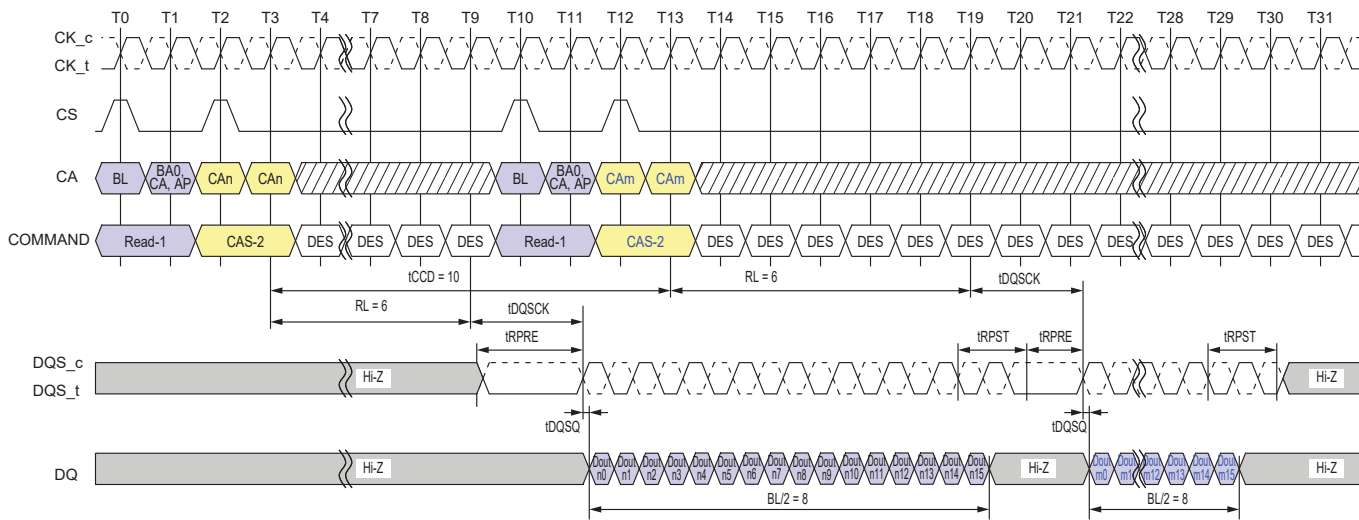 T0 T1 T2 T3 T4 T7 T8 T9 T10 T11 T12 T13 T14 T15 T16 T17 T18 T19 T20 T21 T22 T28 T29 T30 T31
CK_c
CK_t
CS
CA BL BA0, CA, AP CAn CAn BL BA0, CA, AP CAm CAm
COMMAND Read-1 CAS-2 DES DES DES DES Read-1 CAS-2 DES DES DES DES DES DES DES DES DES DES DES DES DES
tCCD = 10 RL = 6 tDQSCK
RL = 6 tDQSCK
tRPRE tRPST tRPRE tRPST
DQS_c
DQS_t
Hi-Z Hi-Z
tDQSQ tDQSQ
DQ Hi-Z Dout n0 Dout n1 Dout n2 Dout n3 Dout n4 Dout n5 Dout n6 Dout n7 Dout n8 Dout n9 Dout n10 Dout n11 Dout n12 Dout n13 Dout n14 Dout n15 Hi-Z Dout m0 Dout m1 Dout m12 Dout m13 Dout m14 Dout m15 Hi-Z
BL/2 = 8 BL/2 = 8